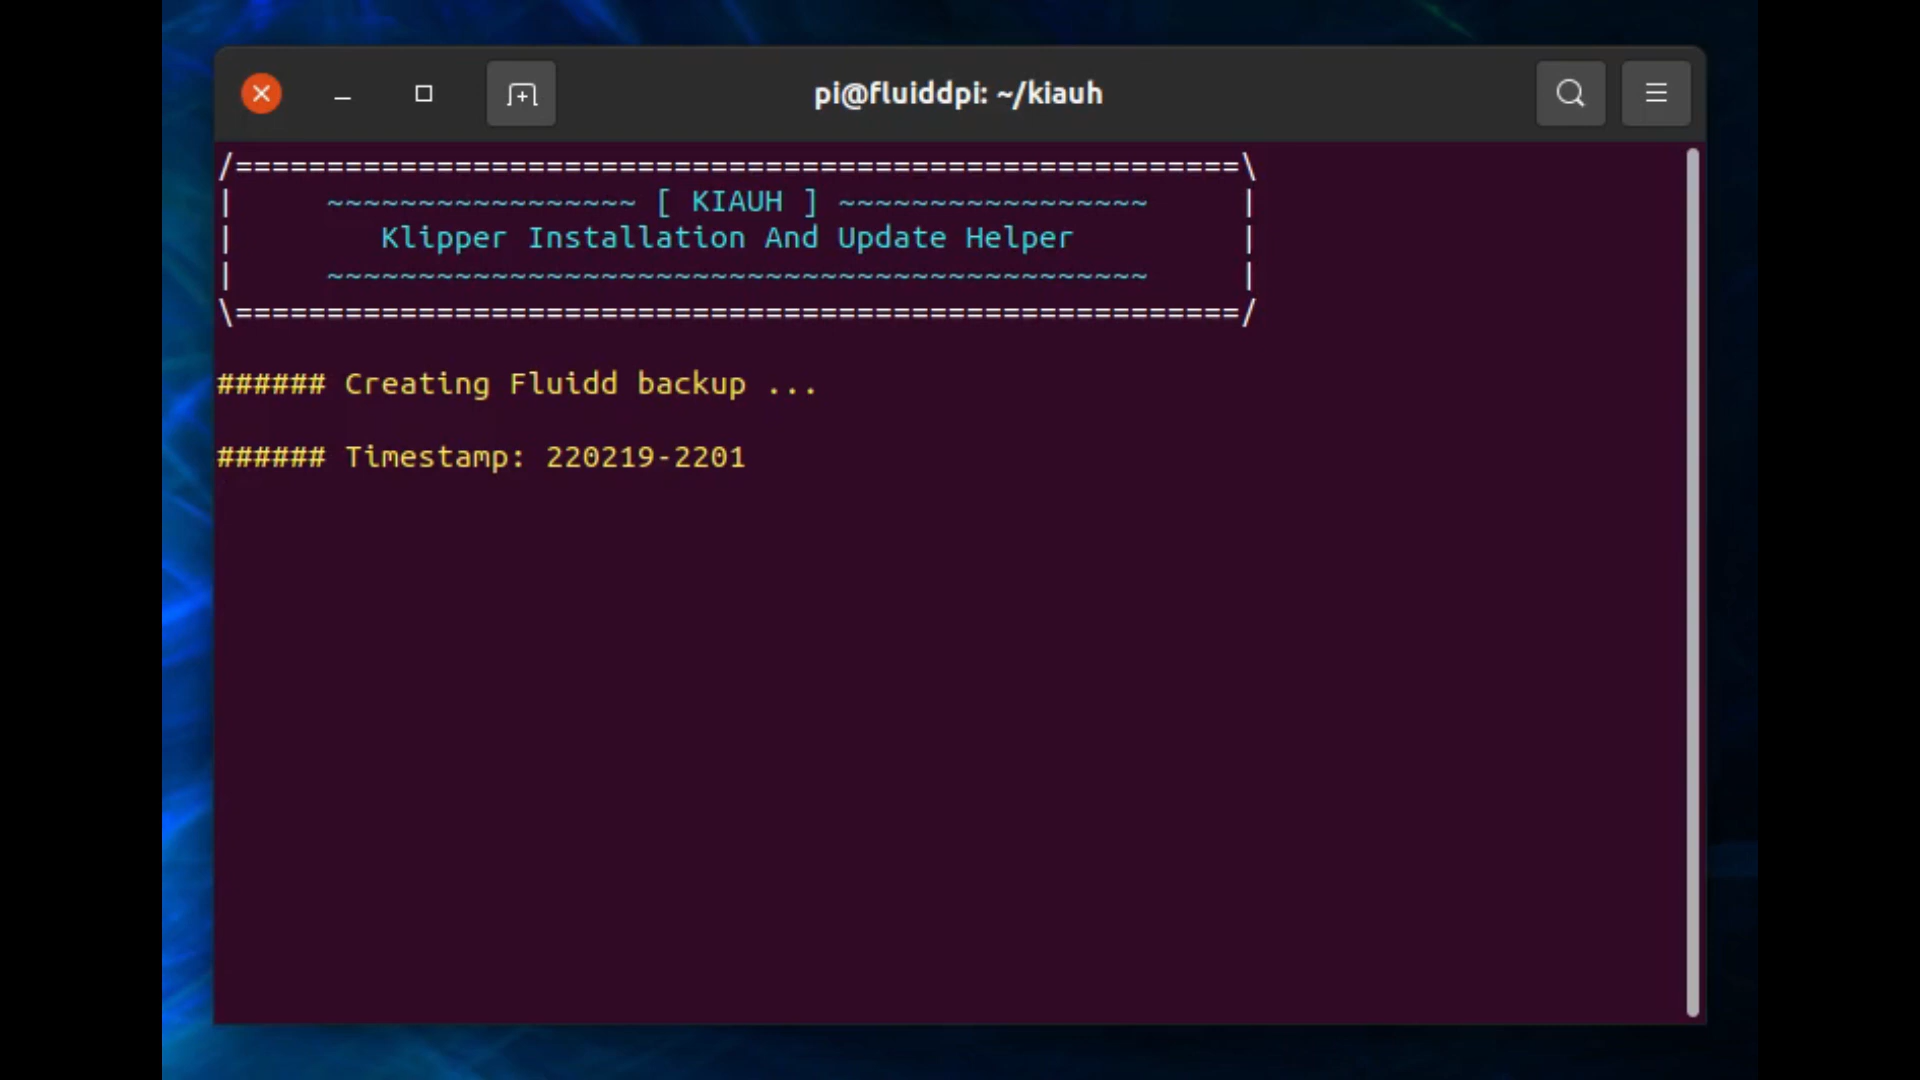 pi@fluiddpi: ~/kiauh
/=======================================================\
|     ~~~~~~~~~~~~~~~~~ [ KIAUH ] ~~~~~~~~~~~~~~~~~     |
|        Klipper Installation And Update Helper         |
|     ~~~~~~~~~~~~~~~~~~~~~~~~~~~~~~~~~~~~~~~~~~~~~     |
\=======================================================/
###### Creating Fluidd backup ...
###### Timestamp: 220219-2201